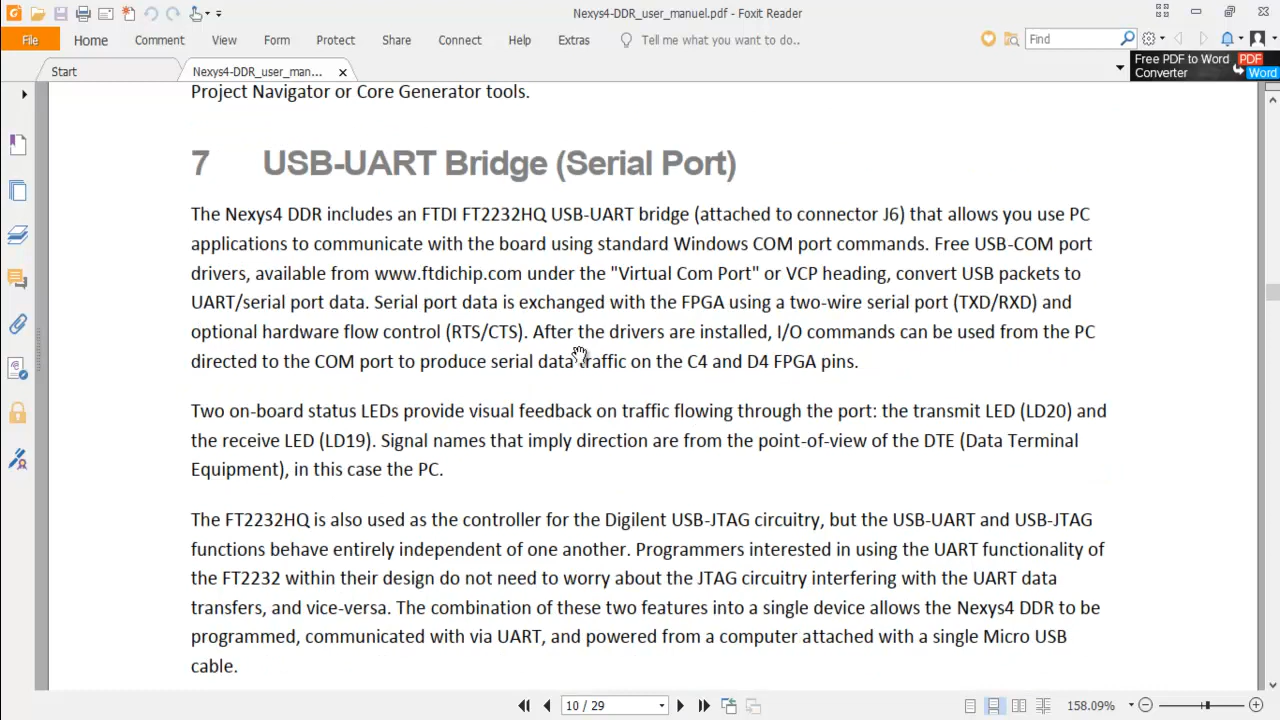 Nexys4-DDR_user_manuel.pdf - Foxit Reader
File Home Comment View Form Protect Share Connect Help Extras Tell me what you want to do.. Find
Start Nexys4-DDR_user_man... Free PDF to Word Converter PDF Word
Project Navigator or Core Generator tools.
7 USB-UART Bridge (Serial Port)
The Nexys4 DDR includes an FTDI FT2232HQ USB-UART bridge (attached to connector J6) that allows you use PC
applications to communicate with the board using standard Windows COM port commands. Free USB-COM port
drivers, available from www.ftdichip.com under the "Virtual Com Port" or VCP heading, convert USB packets to
UART/serial port data. Serial port data is exchanged with the FPGA using a two-wire serial port (TXD/RXD) and
optional hardware flow control (RTS/CTS). After the drivers are installed, I/O commands can be used from the PC
directed to the COM port to produce serial data traffic on the C4 and D4 FPGA pins.
Two on-board status LEDs provide visual feedback on traffic flowing through the port: the transmit LED (LD20) and
the receive LED (LD19). Signal names that imply direction are from the point-of-view of the DTE (Data Terminal
Equipment), in this case the PC.
The FT2232HQ is also used as the controller for the Digilent USB-JTAG circuitry, but the USB-UART and USB-JTAG
functions behave entirely independent of one another. Programmers interested in using the UART functionality of
the FT2232 within their design do not need to worry about the JTAG circuitry interfering with the UART data
transfers, and vice-versa. The combination of these two features into a single device allows the Nexys4 DDR to be
programmed, communicated with via UART, and powered from a computer attached with a single Micro USB
cable.
10 / 29 158.09%